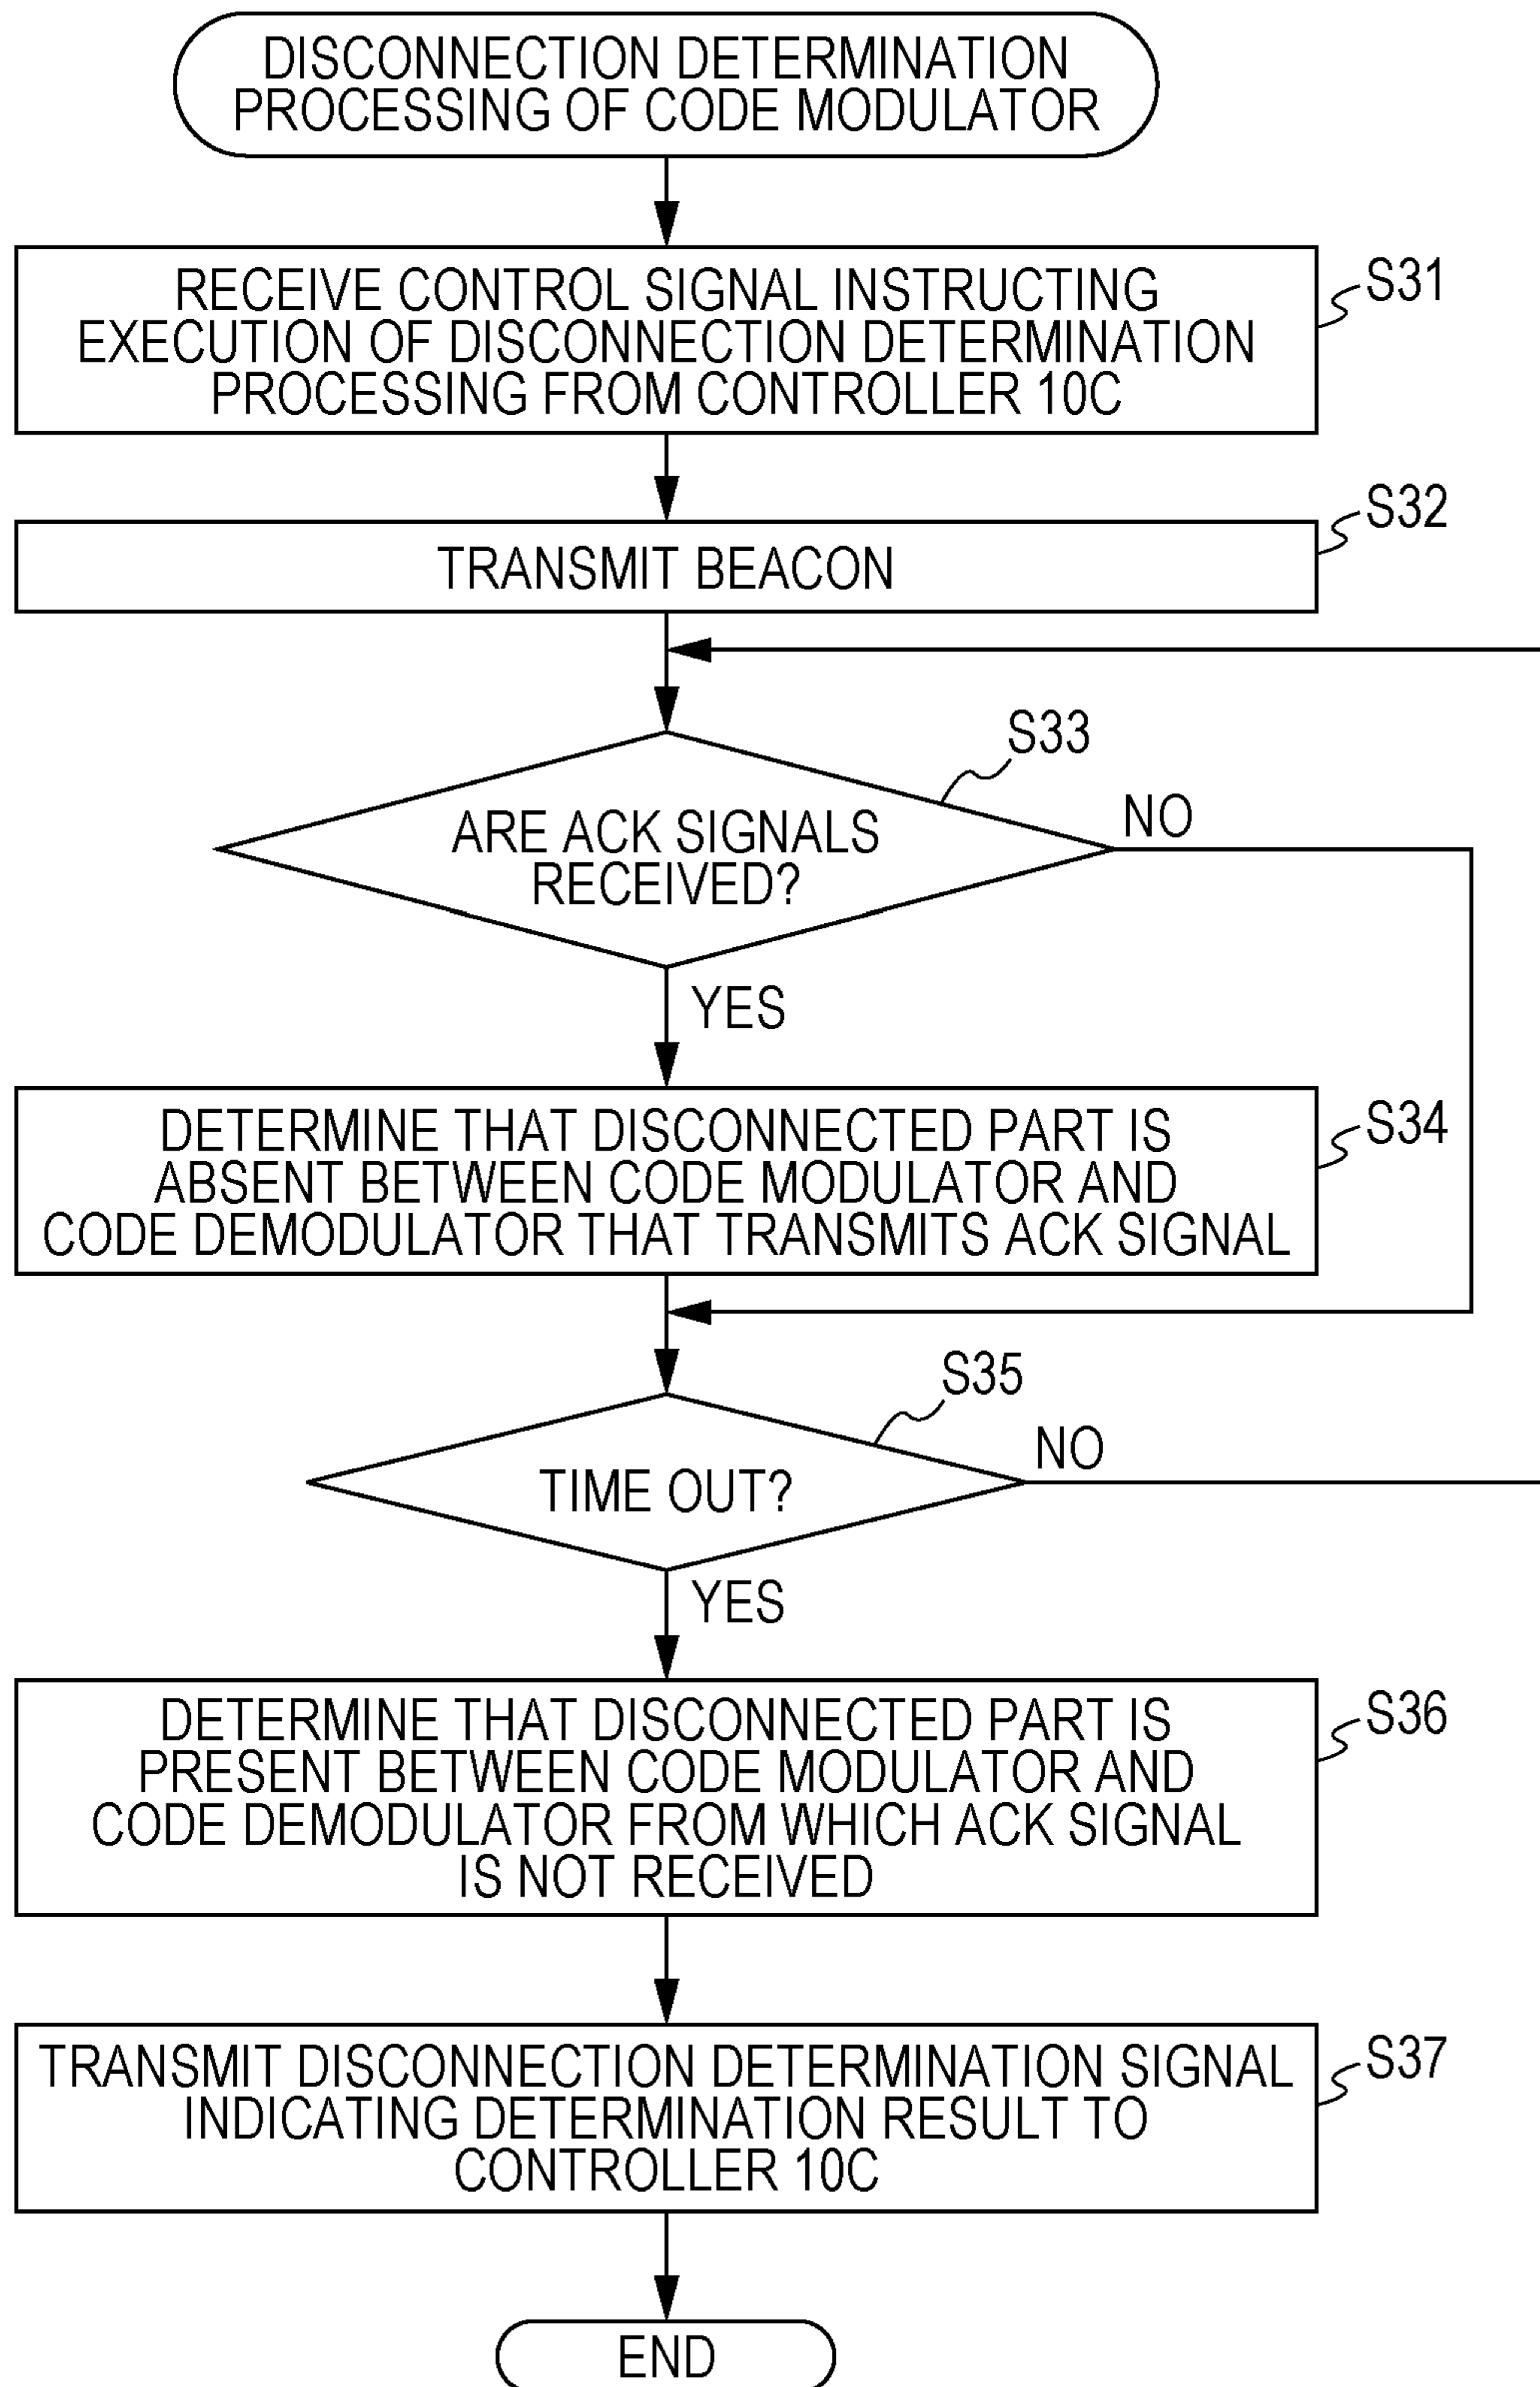 DISCONNECTION DETERMINATION
PROCESSING OF CODE MODULATOR
RECEIVE CONTROL SIGNAL INSTRUCTING
EXECUTION OF DISCONNECTION DETERMINATION
PROCESSING FROM CONTROLLER 10C
S31
TRANSMIT BEACON
S32
ARE ACK SIGNALS
RECEIVED?
S33
NO
YES
DETERMINE THAT DISCONNECTED PART IS
ABSENT BETWEEN CODE MODULATOR AND
CODE DEMODULATOR THAT TRANSMITS ACK SIGNAL
S34
TIME OUT?
S35
NO
YES
DETERMINE THAT DISCONNECTED PART IS
PRESENT BETWEEN CODE MODULATOR AND
CODE DEMODULATOR FROM WHICH ACK SIGNAL
IS NOT RECEIVED
S36
TRANSMIT DISCONNECTION DETERMINATION SIGNAL
INDICATING DETERMINATION RESULT TO
CONTROLLER 10C
S37
END